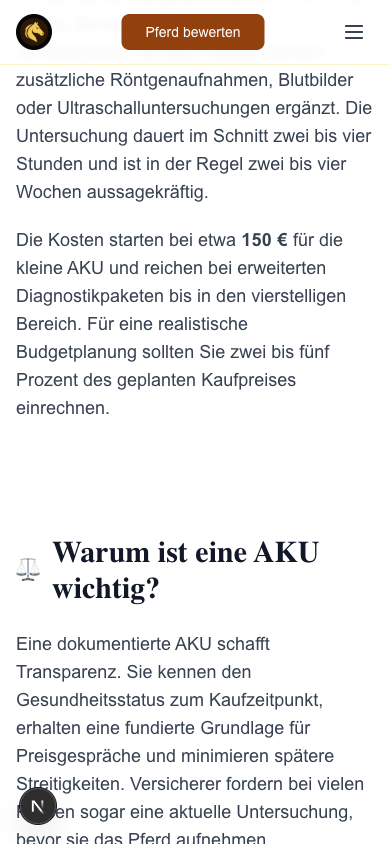 Pferd bewerten
zusätzliche Röntgenaufnahmen, Blutbilder
oder Ultraschalluntersuchungen ergänzt. Die
Untersuchung dauert im Schnitt zwei bis vier
Stunden und ist in der Regel zwei bis vier
Wochen aussagekräftig.
Die Kosten starten bei etwa 150 € für die
kleine AKU und reichen bei erweiterten
Diagnostikpaketen bis in den vierstelligen
Bereich. Für eine realistische
Budgetplanung sollten Sie zwei bis fünf
Prozent des geplanten Kaufpreises
einrechnen.
Warum ist eine AKU
wichtig?
Eine dokumentierte AKU schafft
Transparenz. Sie kennen den
Gesundheitsstatus zum Kaufzeitpunkt,
erhalten eine fundierte Grundlage für
Preisgespräche und minimieren spätere
Streitigkeiten. Versicherer fordern bei vielen
N
en sogar eine aktuelle Untersuchung,
bevor sie das Pferd aufnehmen